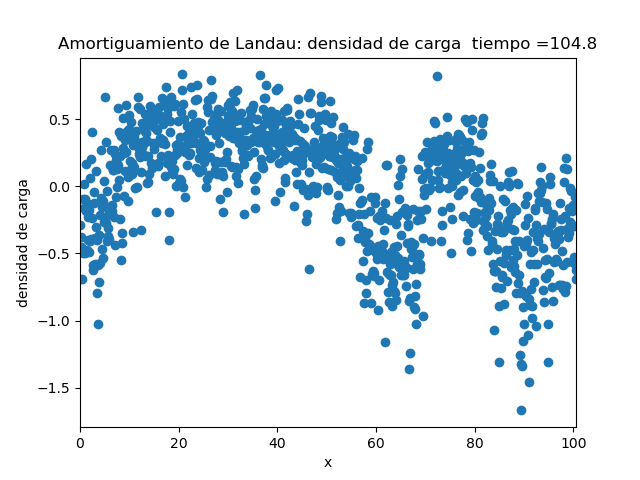 Amortiguamiento de Landau: densidad de carga  tiempo =104.8
densidad de carga
0.5
0.0
−0.5
−1.0
−1.5
0 20 40 60 80 100
x